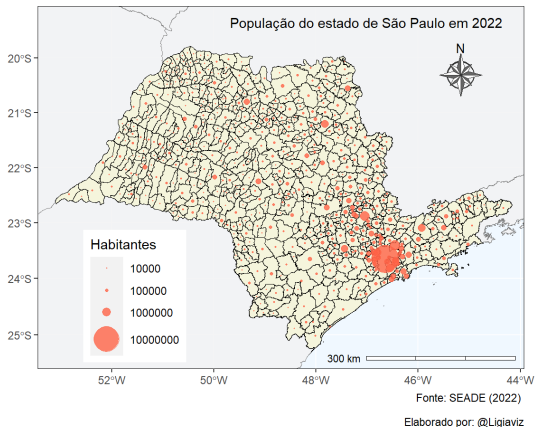 População do estado de São Paulo em 2022
N
20°S
21°S
22°S
23°S
24°S
25°S
Habitantes
10000
100000
1000000
10000000
300 km
52°W
50°W
48°W
46°W
44°W
Fonte: SEADE (2022)
Elaborado por: @Ligiaviz